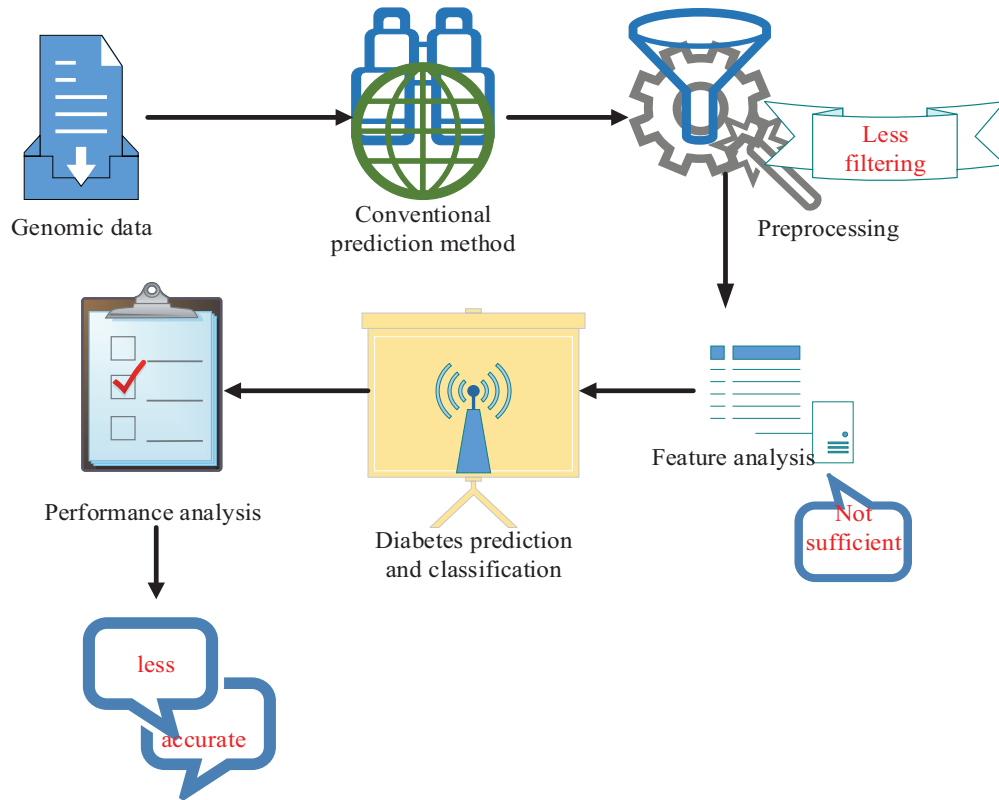 Genomic data
Conventional
prediction method
Less
filtering
Preprocessing
Feature analysis
Not
sufficient
Diabetes prediction
and classification
Performance analysis
less
accurate